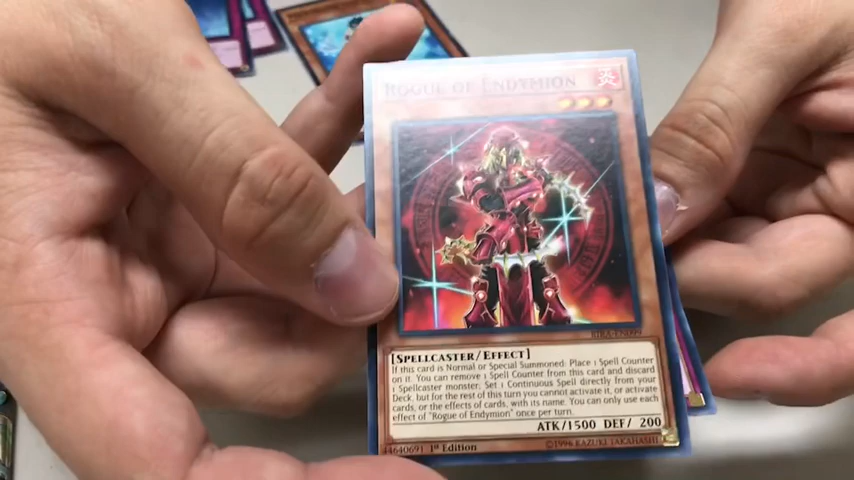 ROGUE OF ENDYMION
炎
RIRA-EN099
[SPELLCASTER/EFFECT]
If this card is Normal or Special Summoned: Place 1 Spell Counter
on it. You can remove 1 Spell Counter from this card and discard
1 Spellcaster monster; Set 1 Continuous Spell directly from your
Deck, but for the rest of this turn you cannot activate it, or activate
cards, or the effects of cards, with its name. You can only use each
effect of "Rogue of Endymion" once per turn.
ATK/1500 DEF/ 200
44640691 1st Edition ©1996 KAZUKI TAKAHASHI